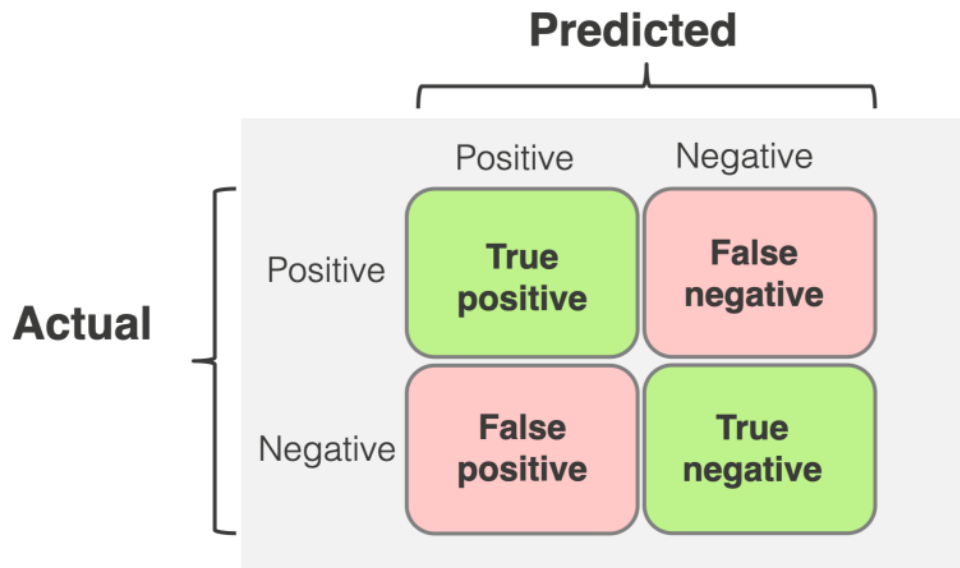 Predicted
Positive Negative
Positive
True
positive
False
negative
Actual
Negative
False
positive
True
negative